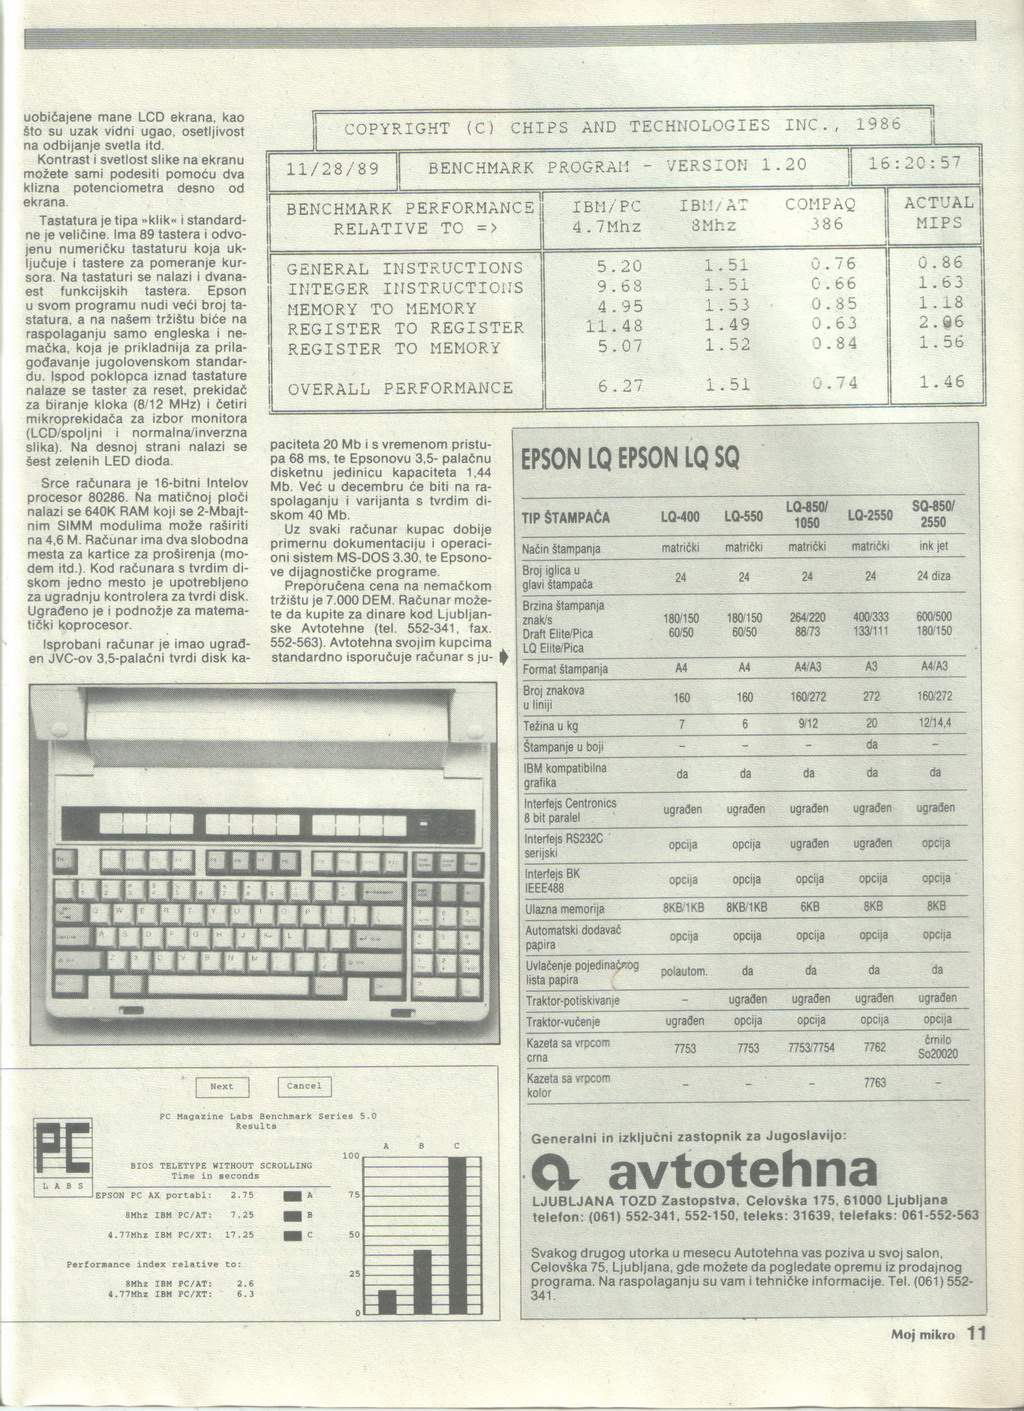 uobičajene mane LCD ekrana, kao
što su uzak vidni ugao, osetljivost
na odbijanje svetla itd.
Kontrast i svetlost slike na ekranu
možete sami podesiti pomoću dva
klizna potenciometra desno od
ekrana.
Tastatura je tipa »klik« i standard-
ne je veličine. Ima 89 tastera i odvo-
jenu numeričku tastaturu koja uk-
ljučuje i tastere za pomeranje kur-
sora. Na tastaturi se nalazi i dvana-
est funkcijskih tastera. Epson
u svom programu nudi veći broj ta-
statura, a na našem tržištu biće na
raspolaganju samo engleska i ne-
mačka, koja je prikladnija za prila-
gođavanje jugolovenskom standar-
du. Ispod poklopca iznad tastature
nalaze se taster za reset, prekidač
za biranje kloka (8/12 MHz) i četiri
mikroprekidača za izbor monitora
(LCD/spoljni i normalna/inverzna
slika). Na desnoj strani nalazi se
šest zelenih LED dioda.
Srce računara je 16-bitni Intelov
procesor 80286. Na matičnoj ploči
nalazi se 640K RAM koji se 2-Mbajt-
nim SIMM modulima može raširiti
na 4,6 M. Računar ima dva slobodna
mesta za kartice za proširenja (mo-
dem itd.). Kod računara s tvrdim di-
skom jedno mesto je upotrebljeno
za ugradnju kontrolera za tvrdi disk.
Ugrađeno je i podnožje za matema-
tički koprocesor.
Isprobani računar je imao ugrađ-
en JVC-ov 3,5-palačni tvrdi disk ka-
COPYRIGHT (C) CHIPS AND TECHNOLOGIES INC., 1986
11/28/89 BENCHMARK PROGRAM - VERSION 1.20 16:20:57
BENCHMARK PERFORMANCE IBM/PC IBM/AT COMPAQ ACTUAL
RELATIVE TO => 4.7Mhz 8Mhz 386 MIPS
GENERAL INSTRUCTIONS 5.20 1.51 0.76 0.86
INTEGER INSTRUCTIONS 9.68 1.51 0.66 1.63
MEMORY TO MEMORY 4.95 1.53 0.85 1.18
REGISTER TO REGISTER 11.48 1.49 0.63 2.06
REGISTER TO MEMORY 5.07 1.52 0.84 1.56
OVERALL PERFORMANCE 6.27 1.51 0.74 1.46
paciteta 20 Mb i s vremenom pristu-
pa 68 ms, te Epsonovu 3,5- palačnu
disketnu jedinicu kapaciteta 1,44
Mb. Već u decembru će biti na ra-
spolaganju i varijanta s tvrdim di-
skom 40 Mb.
Uz svaki računar kupac dobije
primernu dokumentaciju i operaci-
oni sistem MS-DOS 3.30, te Epsono-
ve dijagnostičke programe.
Preporučena cena na nemačkom
tržištu je 7.000 DEM. Računar može-
te da kupite za dinare kod Ljubljan-
ske Avtotehne (tel. 552-341, fax.
552-563). Avtotehna svojim kupcima
standardno isporučuje računar s ju-
EPSON LQ EPSON LQ SQ
TIP ŠTAMPAČA LQ-400 LQ-550 LQ-850/ 1050 LQ-2550 SQ-850/ 2550
Način štampanja matrički matrički matrički matrički ink jet
Broj iglica u
glavi štampača 24 24 24 24 24 diza
Brzina štampanja
znak/s 180/150 180/150 264/220 400/333 600/500
Draft Elite/Pica 60/50 60/50 88/73 133/111 180/150
LQ Elite/Pica
Format štampanja A4 A4 A4/A3 A3 A4/A3
Broj znakova
u liniji 160 160 160/272 272 160/272
Težina u kg 7 6 9/12 20 12/14,4
Štampanje u boji – – – da –
IBM kompatibilna
grafika da da da da da
Interfejs Centronics
8 bit paralel ugrađen ugrađen ugrađen ugrađen ugrađen
Interfejs RS232C
serijski opcija opcija ugrađen ugrađen opcija
Interfejs BK
IEEE488 opcija opcija opcija opcija opcija
Ulazna memorija 8KB/1KB 8KB/1KB 6KB 8KB 8KB
Automatski dodavač
papira opcija opcija opcija opcija opcija
Uvlačenje pojedinačnog
lista papira polautom. da da da da
Traktor-potiskivanje – ugrađen ugrađen ugrađen ugrađen
Traktor-vučenje ugrađen opcija opcija opcija opcija
Kazeta sa vrpcom
crna 7753 7753 7753/7754 7762 črnilo So20020
Kazeta sa vrpcom
kolor – – – 7763 –
Generalni in izključni zastopnik za Jugoslavijo:
avtotehna
LJUBLJANA TOZD Zastopstva, Celovška 175, 61000 Ljubljana
telefon: (061) 552-341, 552-150, teleks: 31639, telefaks: 061-552-563
Svakog drugog utorka u mesecu Autotehna vas poziva u svoj salon,
Celovška 75, Ljubljana, gde možete da pogledate opremu iz prodajnog
programa. Na raspolaganju su vam i tehničke informacije. Tel. (061) 552-
341.
Next Cancel
PC Magazine Labs Benchmark Series 5.0
Results
PC
LABS
BIOS TELETYPE WITHOUT SCROLLING
Time in seconds
EPSON PC AX portabl: 2.75 A
8Mhz IBM PC/AT: 7.25 B
4.77Mhz IBM PC/XT: 17.25 C
Performance index relative to:
8Mhz IBM PC/AT: 2.6
4.77Mhz IBM PC/XT: 6.3
A B C
100
75
50
25
0
Moj mikro 11